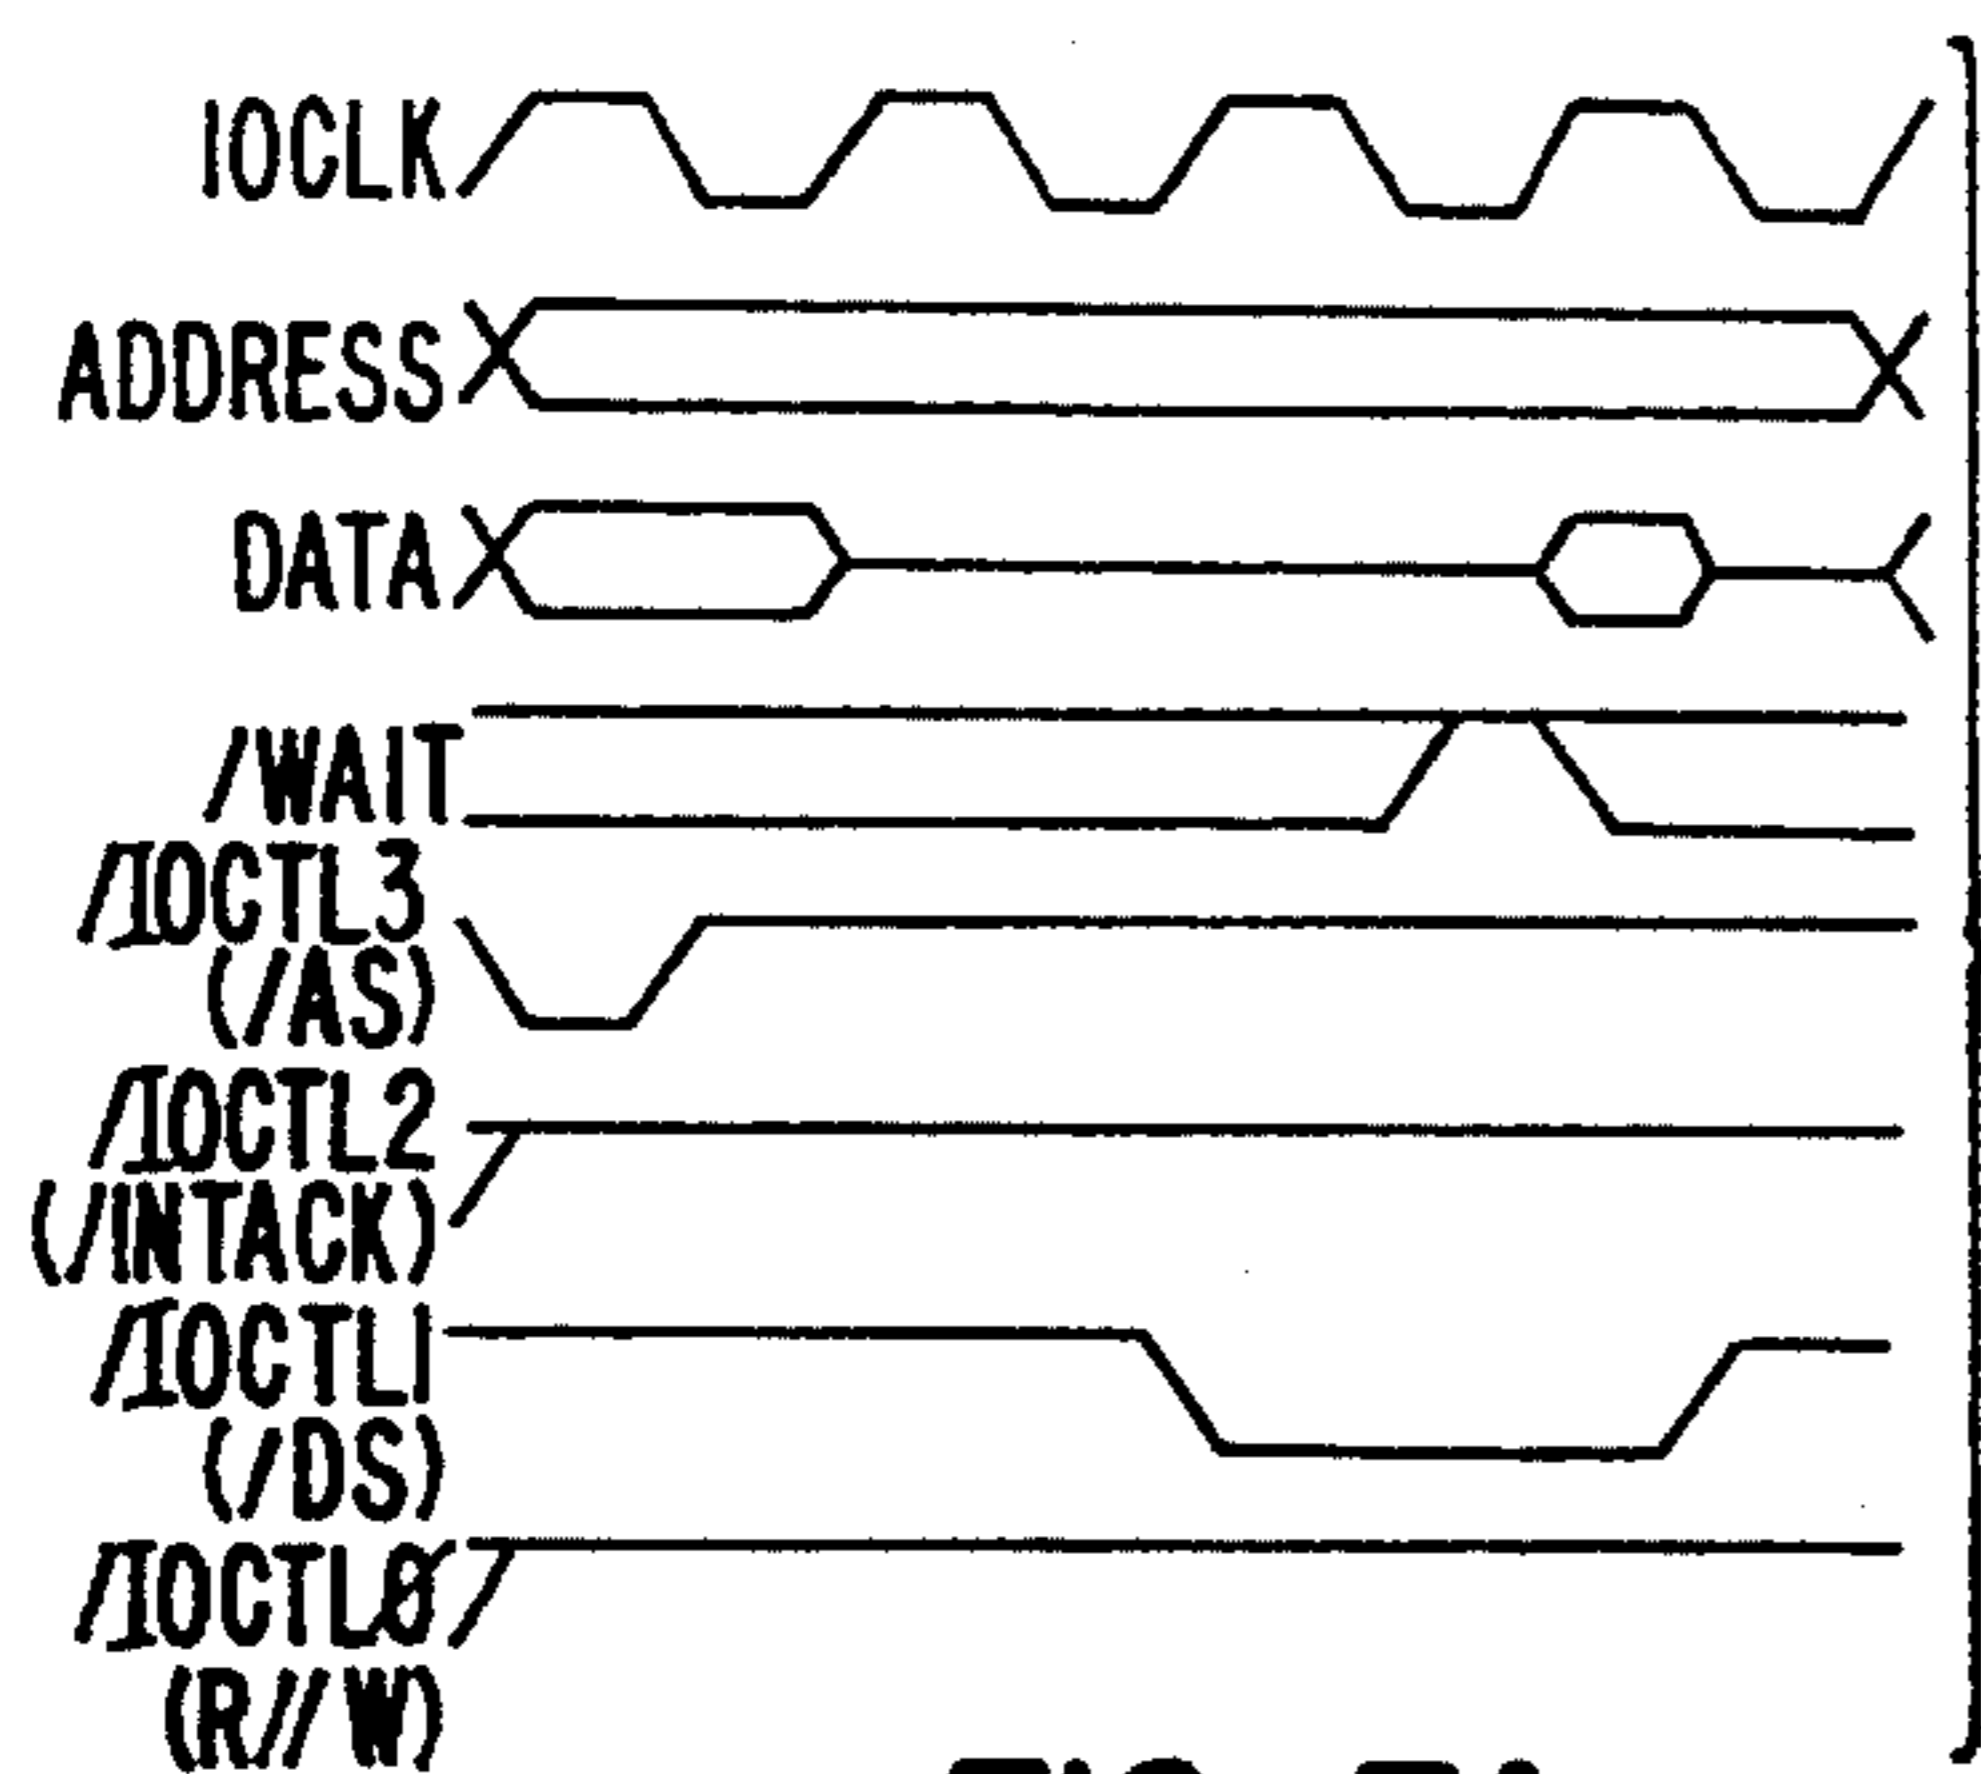 IOCLK
ADDRESS
DATA
/WAIT
/IOCTL3
(/AS)
/IOCTL2
(/INTACK)
/IOCTL1
(/DS)
/IOCTL0
(R//W)